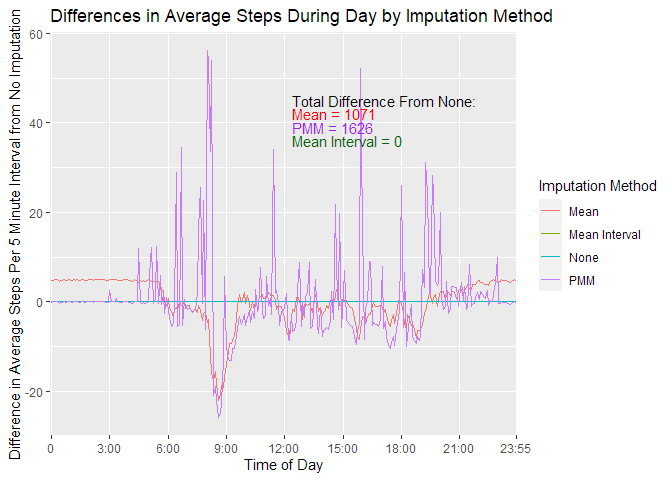 Differences in Average Steps During Day by Imputation Method
Difference in Average Steps Per 5 Minute Interval from No Imputation
60
40
20
0
-20
Total Difference From None:
Mean = 1071
PMM = 1626
Mean Interval = 0
0 3:00 6:00 9:00 12:00 15:00 18:00 21:00 23:55
Time of Day
Imputation Method
Mean
Mean Interval
None
PMM